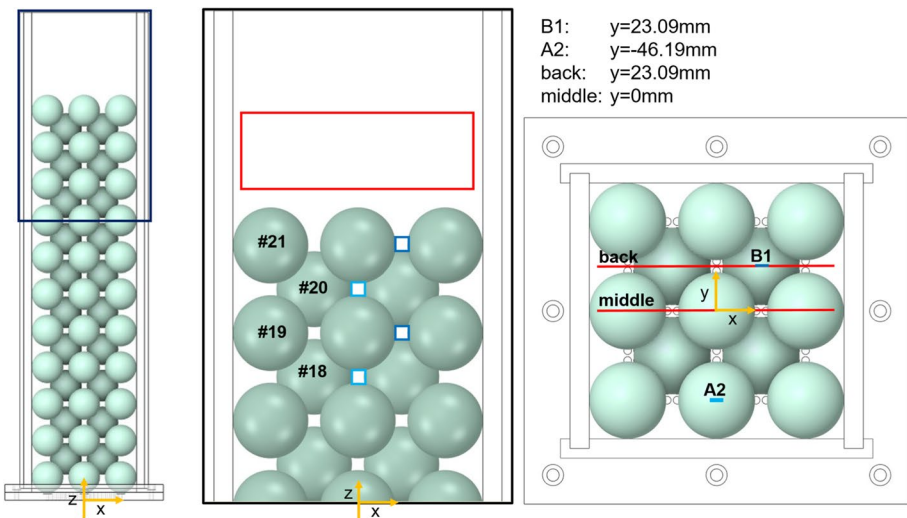 B1: y=23.09mm
A2: y=-46.19mm
back: y=23.09mm
middle: y=0mm
z
x
#21
#20
#19
#18
z
x
back
B1
middle
y
x
A2